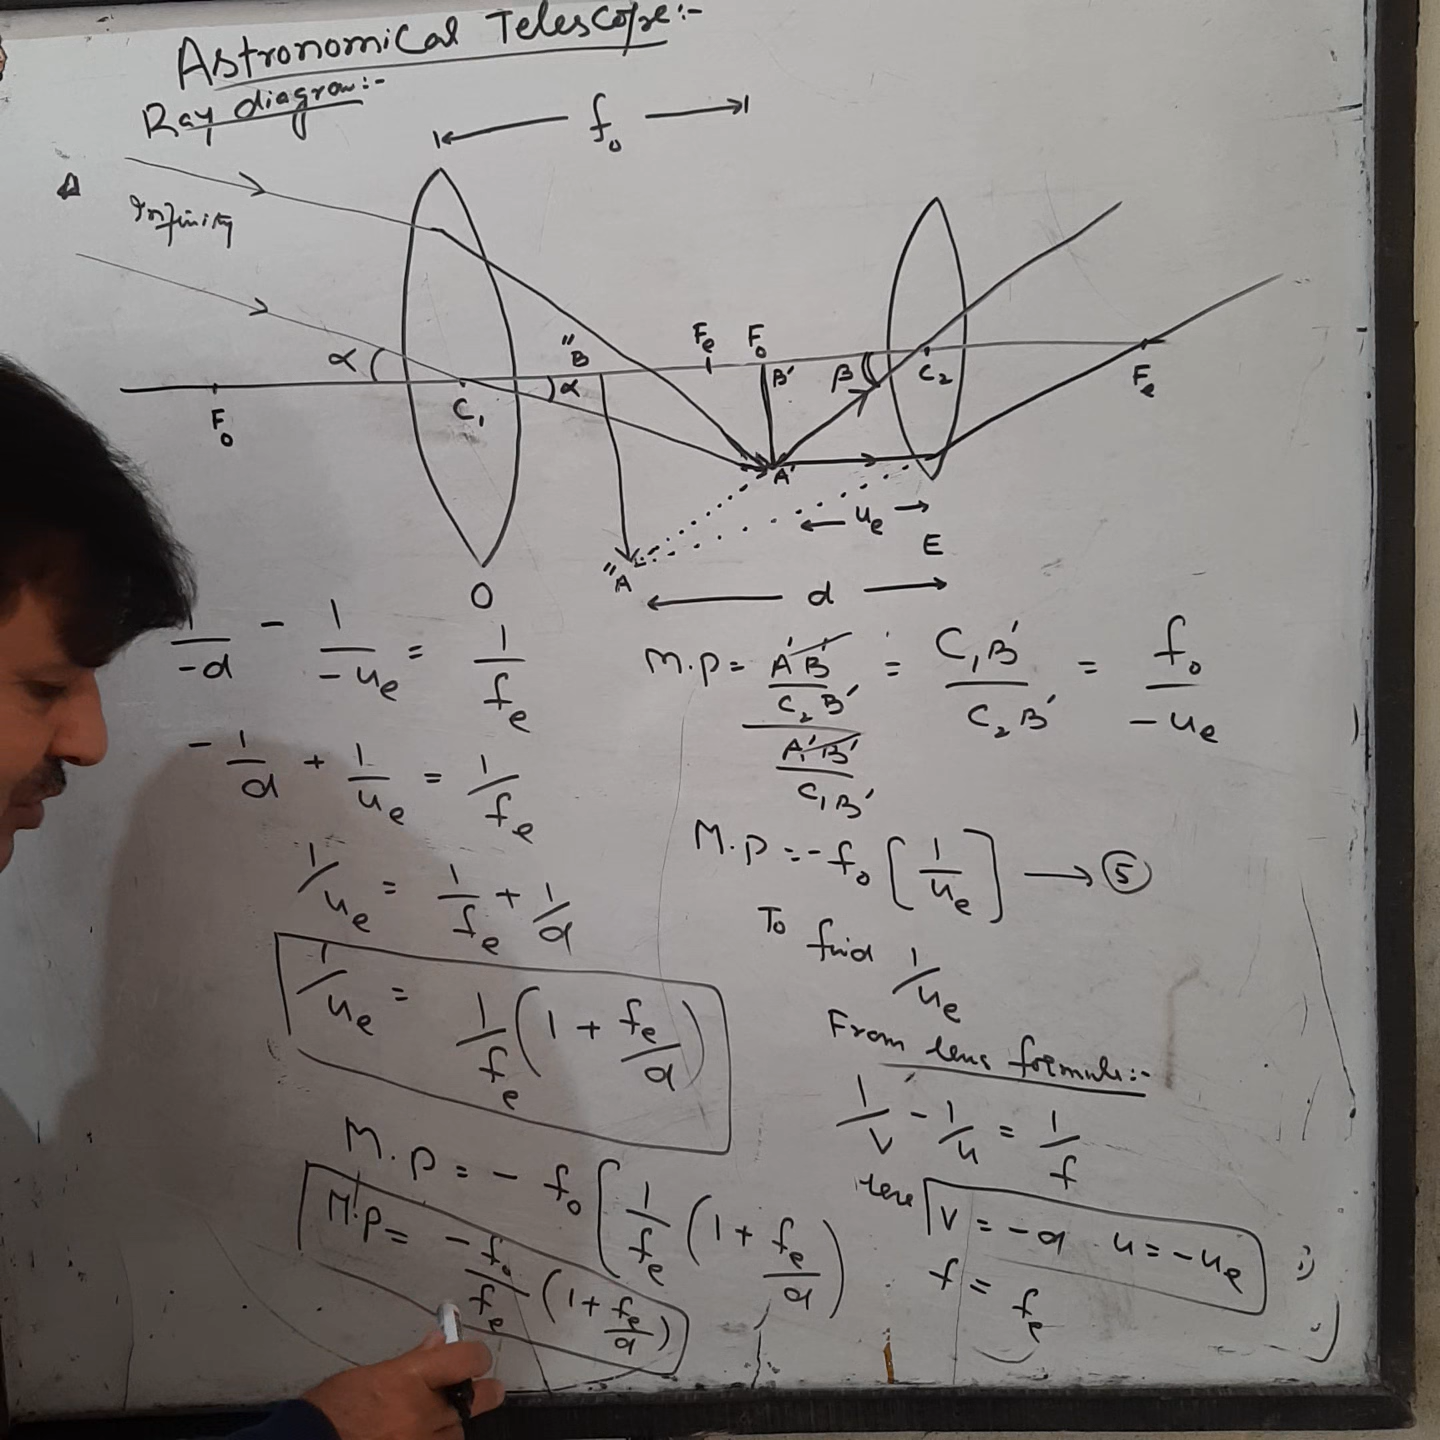 Astronomical Telescope:-
Ray diagram:-
f₀
A
Infinity
α
F₀
C₁
α
B"
Fe
F₀
B'
β
C₂
Fe
A'
A"
ue
E
O
d
1/-d - 1/-ue = 1/fe
-1/d + 1/ue = 1/fe
1/ue = 1/fe + 1/d
1/ue = 1/fe (1 + fe/d)
M.P = - f₀ [1/fe (1 + fe/d)
M.P = -f₀/fe (1 + fe/d)
M.P = A'B'/C₂B' / A'B'/C₁B' = C₁B'/C₂B' = f₀/-ue
M.P = -f₀ [1/ue] → ⑤
To find 1/ue
From lens formula:-
1/v - 1/u = 1/f
Here v = -d u = -ue
f = fe